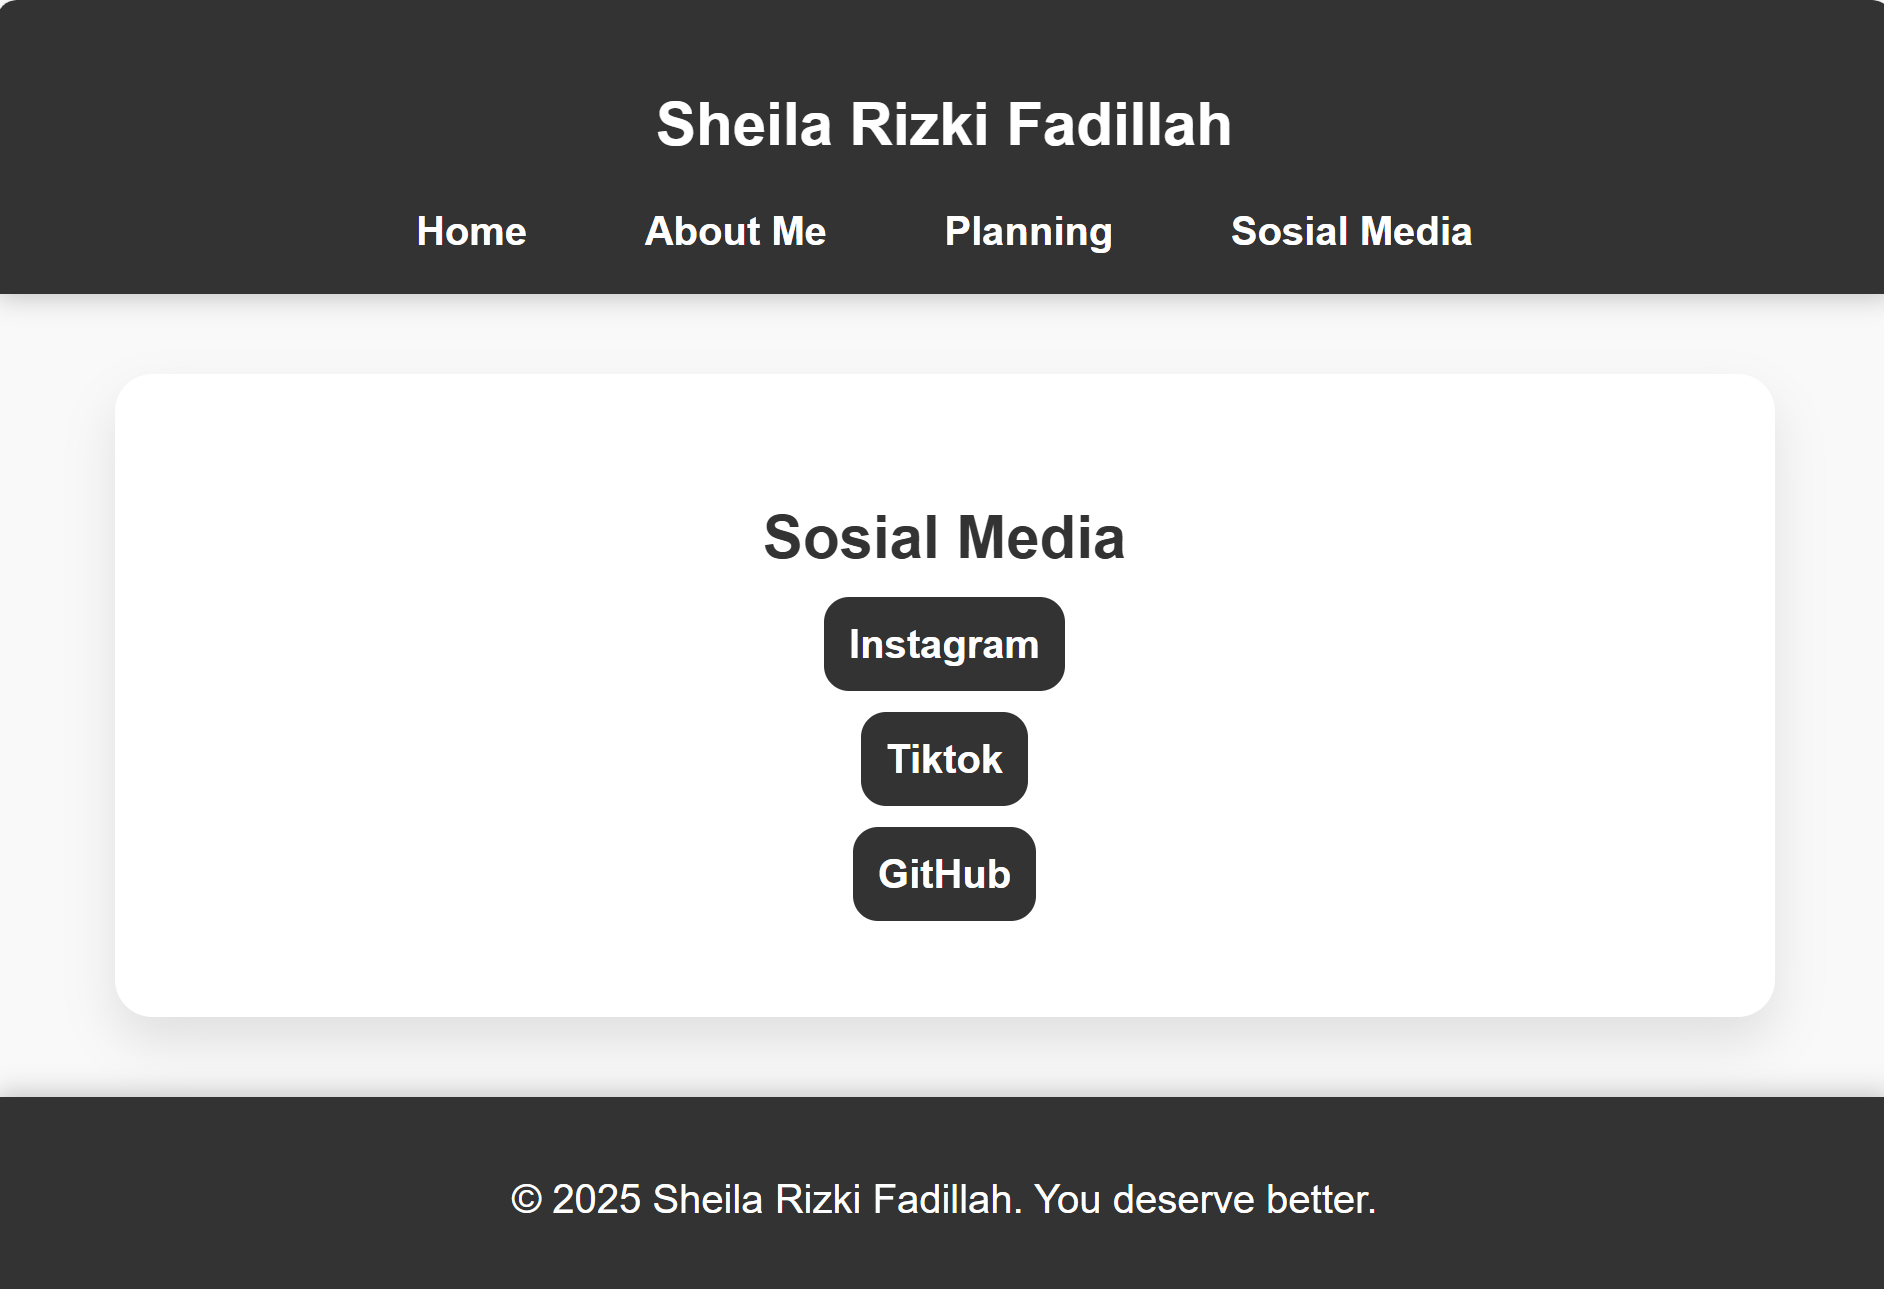 Sheila Rizki Fadillah
Home About Me Planning Sosial Media
Sosial Media
Instagram
Tiktok
GitHub
© 2025 Sheila Rizki Fadillah. You deserve better.